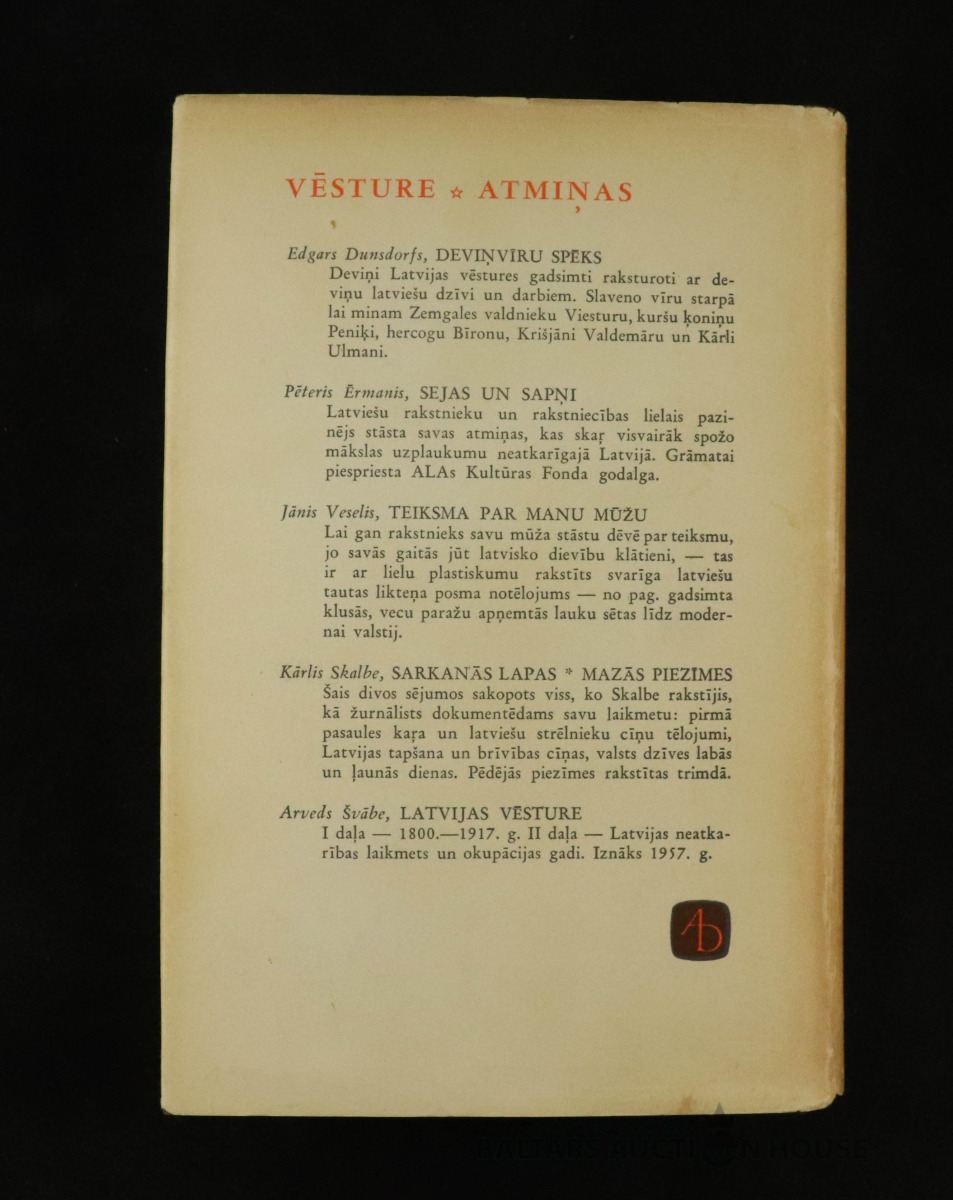 VĒSTURE ☆ ATMIŅAS
Edgars Dunsdorfs, DEVIŅVĪRU SPĒKS
Deviņi Latvijas vēstures gadsimti raksturoti ar de-
viņu latviešu dzīvi un darbiem. Slaveno vīru starpā
lai minam Zemgales valdnieku Viesturu, kuršu ķoniņu
Peniķi, hercogu Bīronu, Krišjāni Valdemāru un Kārli
Ulmani.
Pēteris Ērmanis, SEJAS UN SAPŅI
Latviešu rakstnieku un rakstniecības lielais pazi-
nējs stāsta savas atmiņas, kas skaŗ visvairāk spožo
mākslas uzplaukumu neatkarīgajā Latvijā. Grāmatai
piespriesta ALAs Kultūras Fonda godalga.
Jānis Veselis, TEIKSMA PAR MANU MŪŽU
Lai gan rakstnieks savu mūža stāstu dēvē par teiksmu,
jo savās gaitās jūt latvisko dievību klātieni, — tas
ir ar lielu plastiskumu rakstīts svarīga latviešu
tautas likteņa posma notēlojums — no pag. gadsimta
klusās, vecu paražu apņemtās lauku sētas līdz moder-
nai valstij.
Kārlis Skalbe, SARKANĀS LAPAS * MAZĀS PIEZĪMES
Šais divos sējumos sakopots viss, ko Skalbe rakstījis,
kā žurnālists dokumentēdams savu laikmetu: pirmā
pasaules kaŗa un latviešu strēlnieku cīņu tēlojumi,
Latvijas tapšana un brīvības cīņas, valsts dzīves labās
un ļaunās dienas. Pēdējās piezīmes rakstītas trimdā.
Arveds Švābe, LATVIJAS VĒSTURE
I daļa — 1800.—1917. g. II daļa — Latvijas neatka-
rības laikmets un okupācijas gadi. Iznāks 1957. g.
Ab
BALTARS AUCTION HOUSE